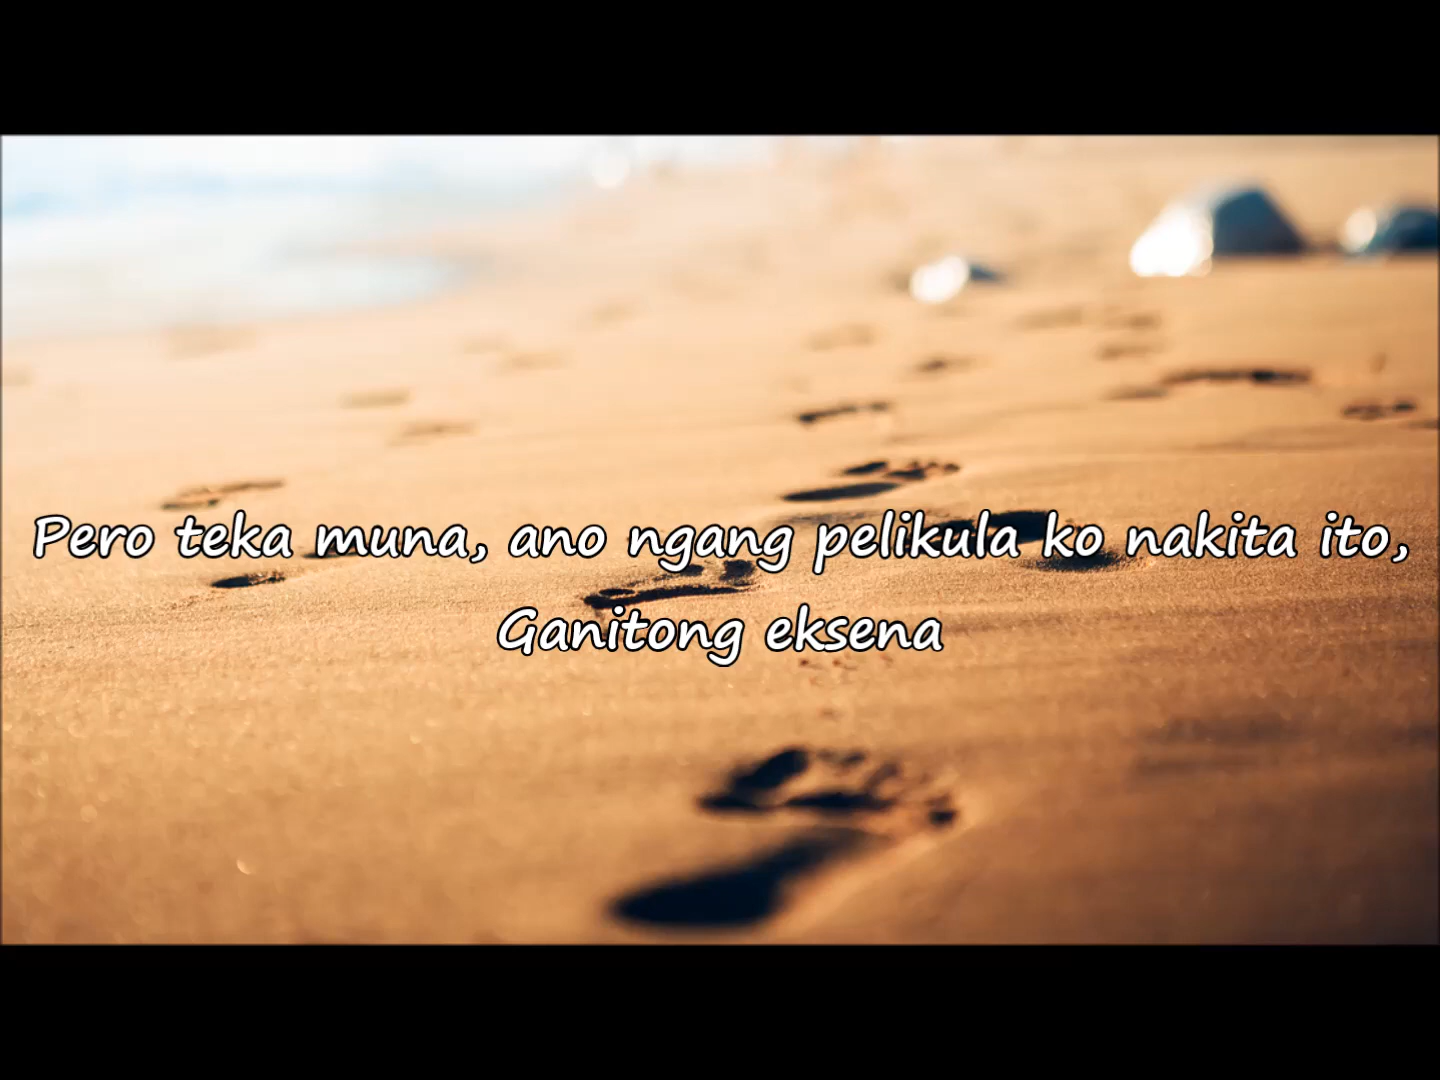 Pero teka muna, ano ngang pelikula ko nakita ito,
Ganitong eksena